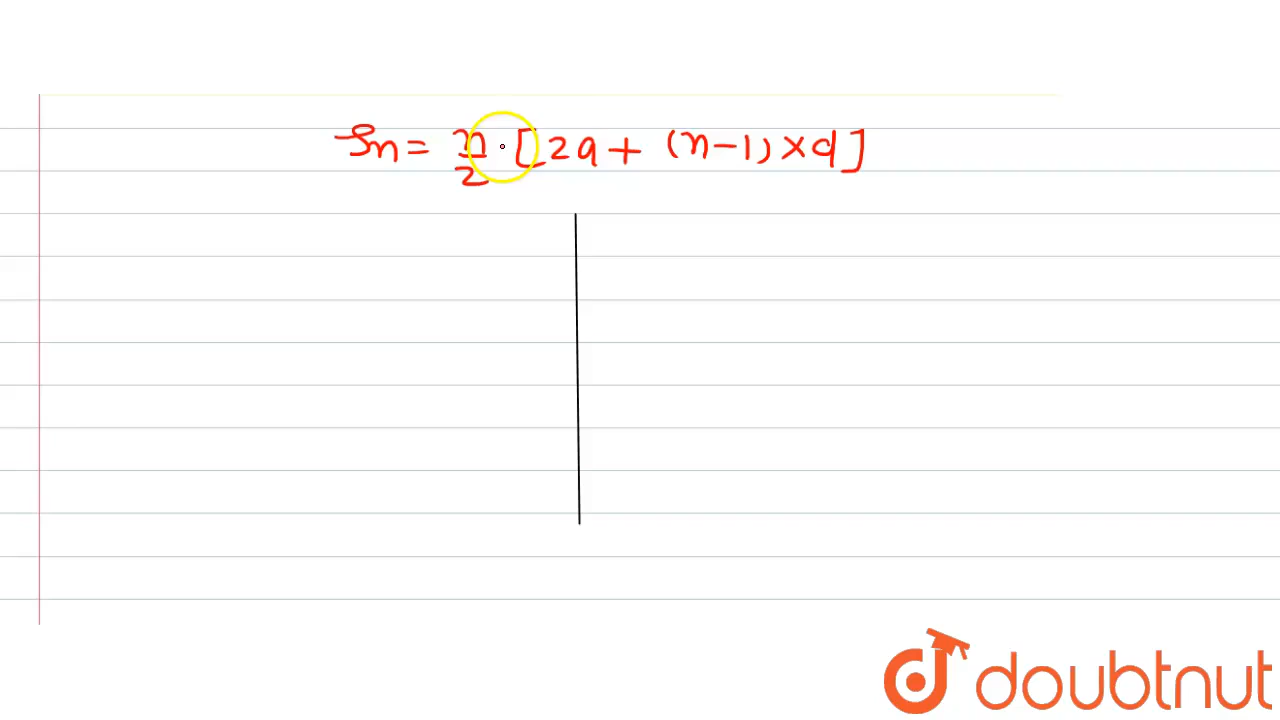 Sn = n/2 · [2a + (n-1) × d]
doubtnut